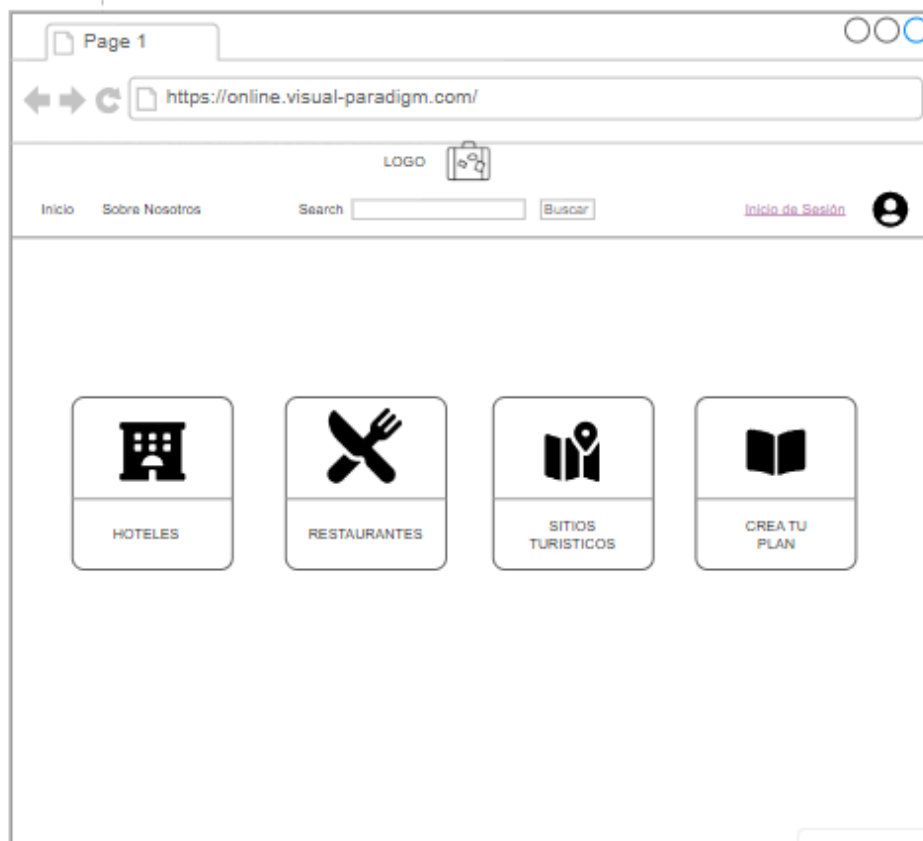 Page 1
https://online.visual-paradigm.com/
LOGO
Inicio Sobre Nosotros Search Buscar Inicio de Sesión
HOTELES
RESTAURANTES
SITIOS
TURISTICOS
CREA TU
PLAN